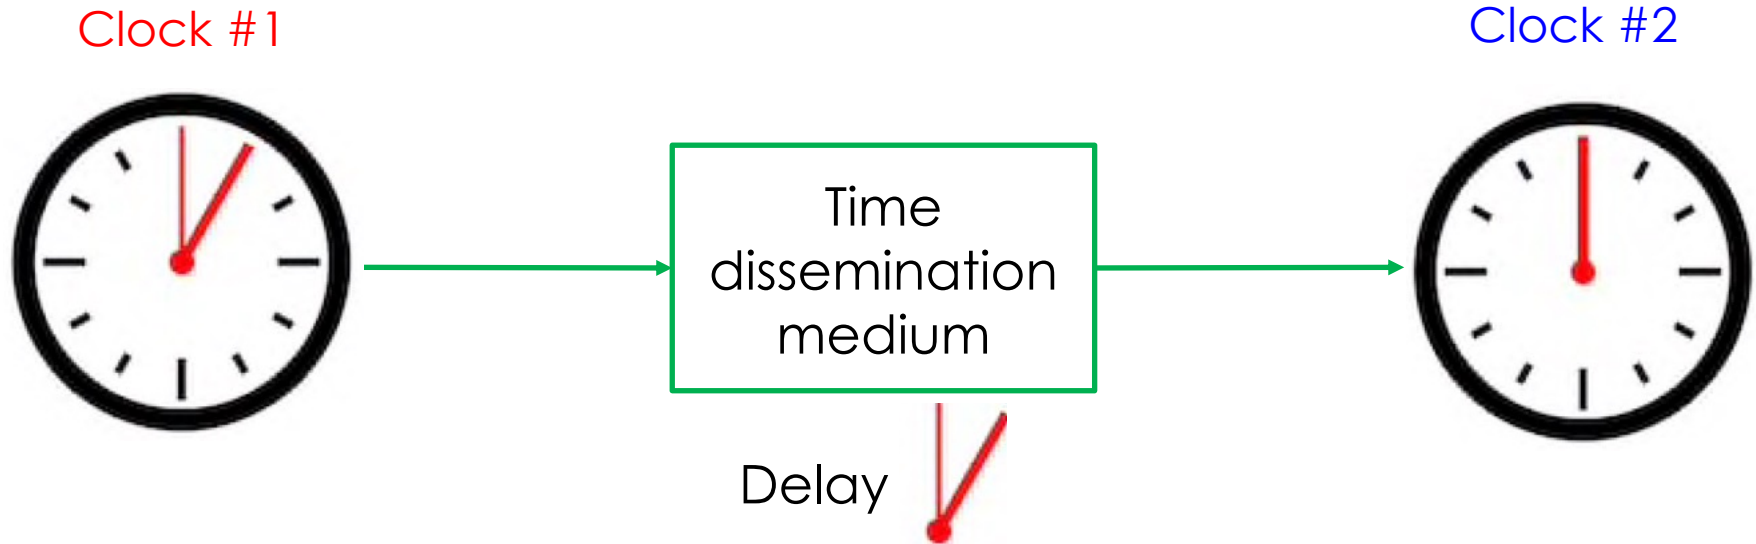 Clock #1
Clock #2
Time
dissemination
medium
Delay